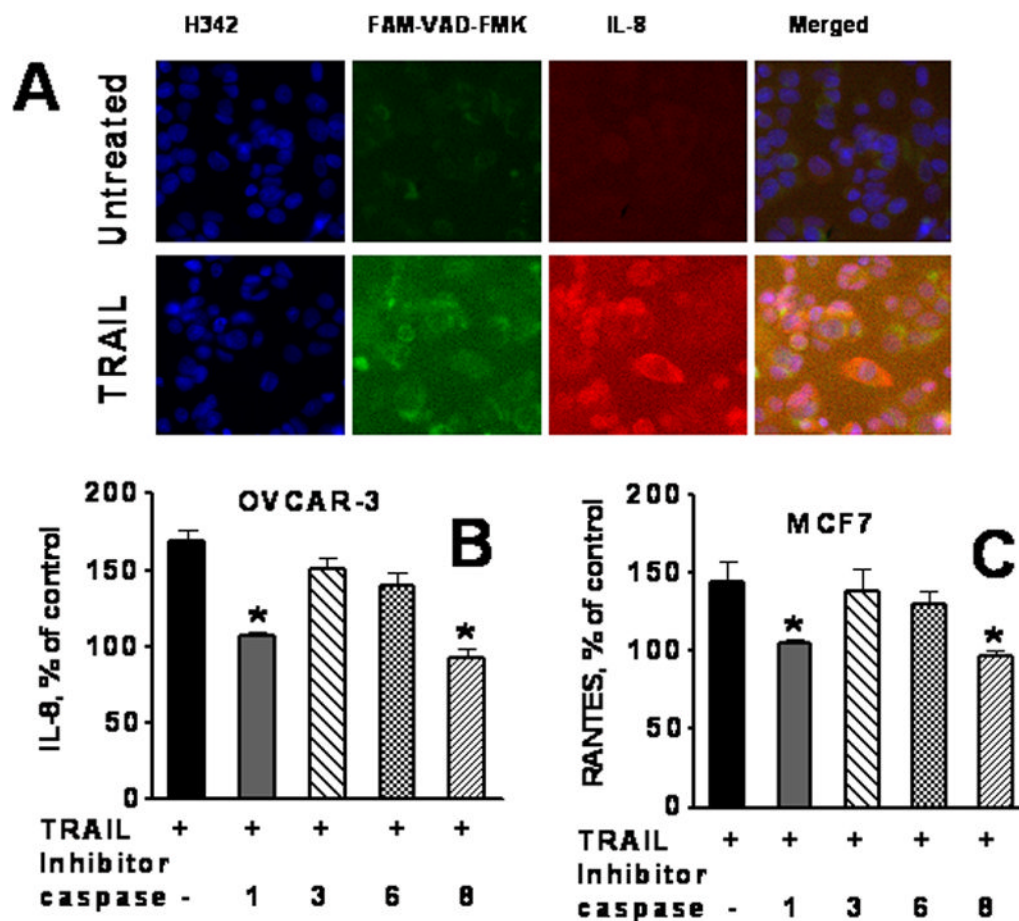 H342 FAM-VAD-FMK IL-8 Merged
A
Untreated
TRAIL
OVCAR-3
B
IL-8, % of control
200
150
100
50
0
* *
TRAIL + + + + +
Inhibitor
caspase - 1 3 6 8
MCF7
C
RANTES, % of control
200
150
100
50
0
* *
TRAIL + + + + +
Inhibitor
caspase - 1 3 6 8